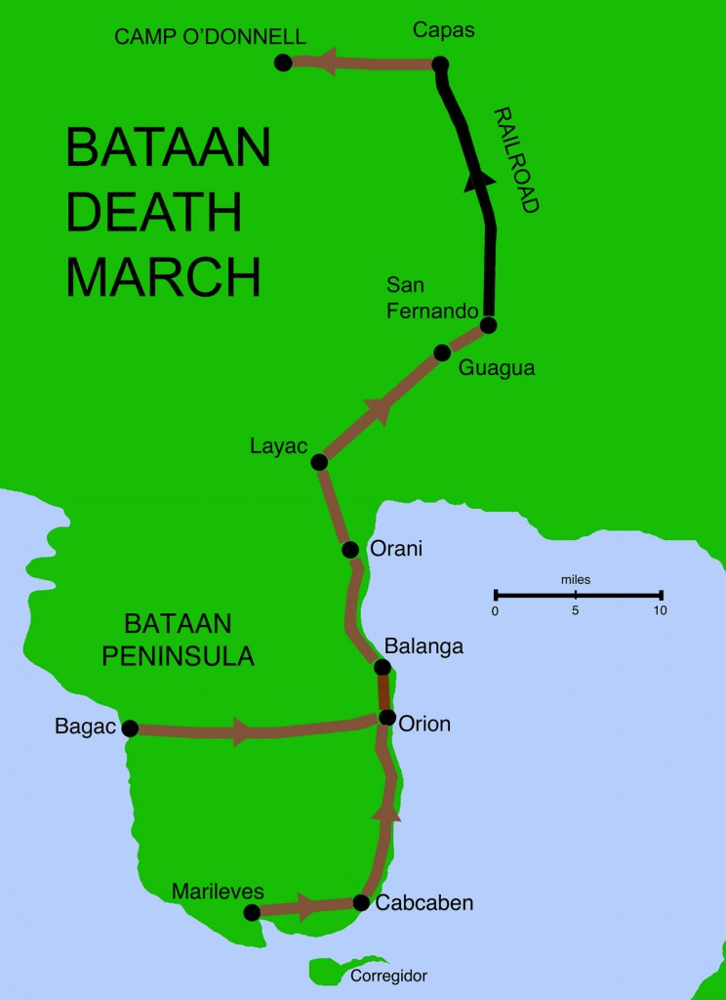 CAMP O'DONNELL
Capas
BATAAN
DEATH
MARCH
RAILROAD
San
Fernando
Guagua
Layac
Orani
miles
0 5 10
BATAAN
PENINSULA
Balanga
Bagac
Orion
Marileves
Cabcaben
Corregidor